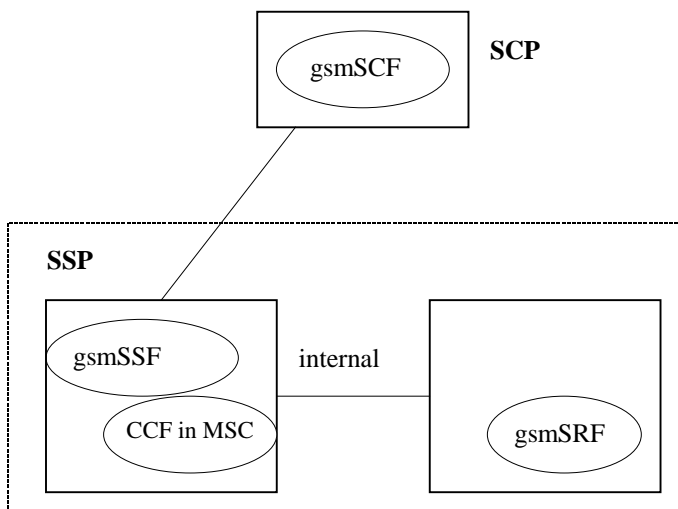 gsmSCF
SCP
SSP
gsmSSF
internal
CCF in MSC
gsmSRF